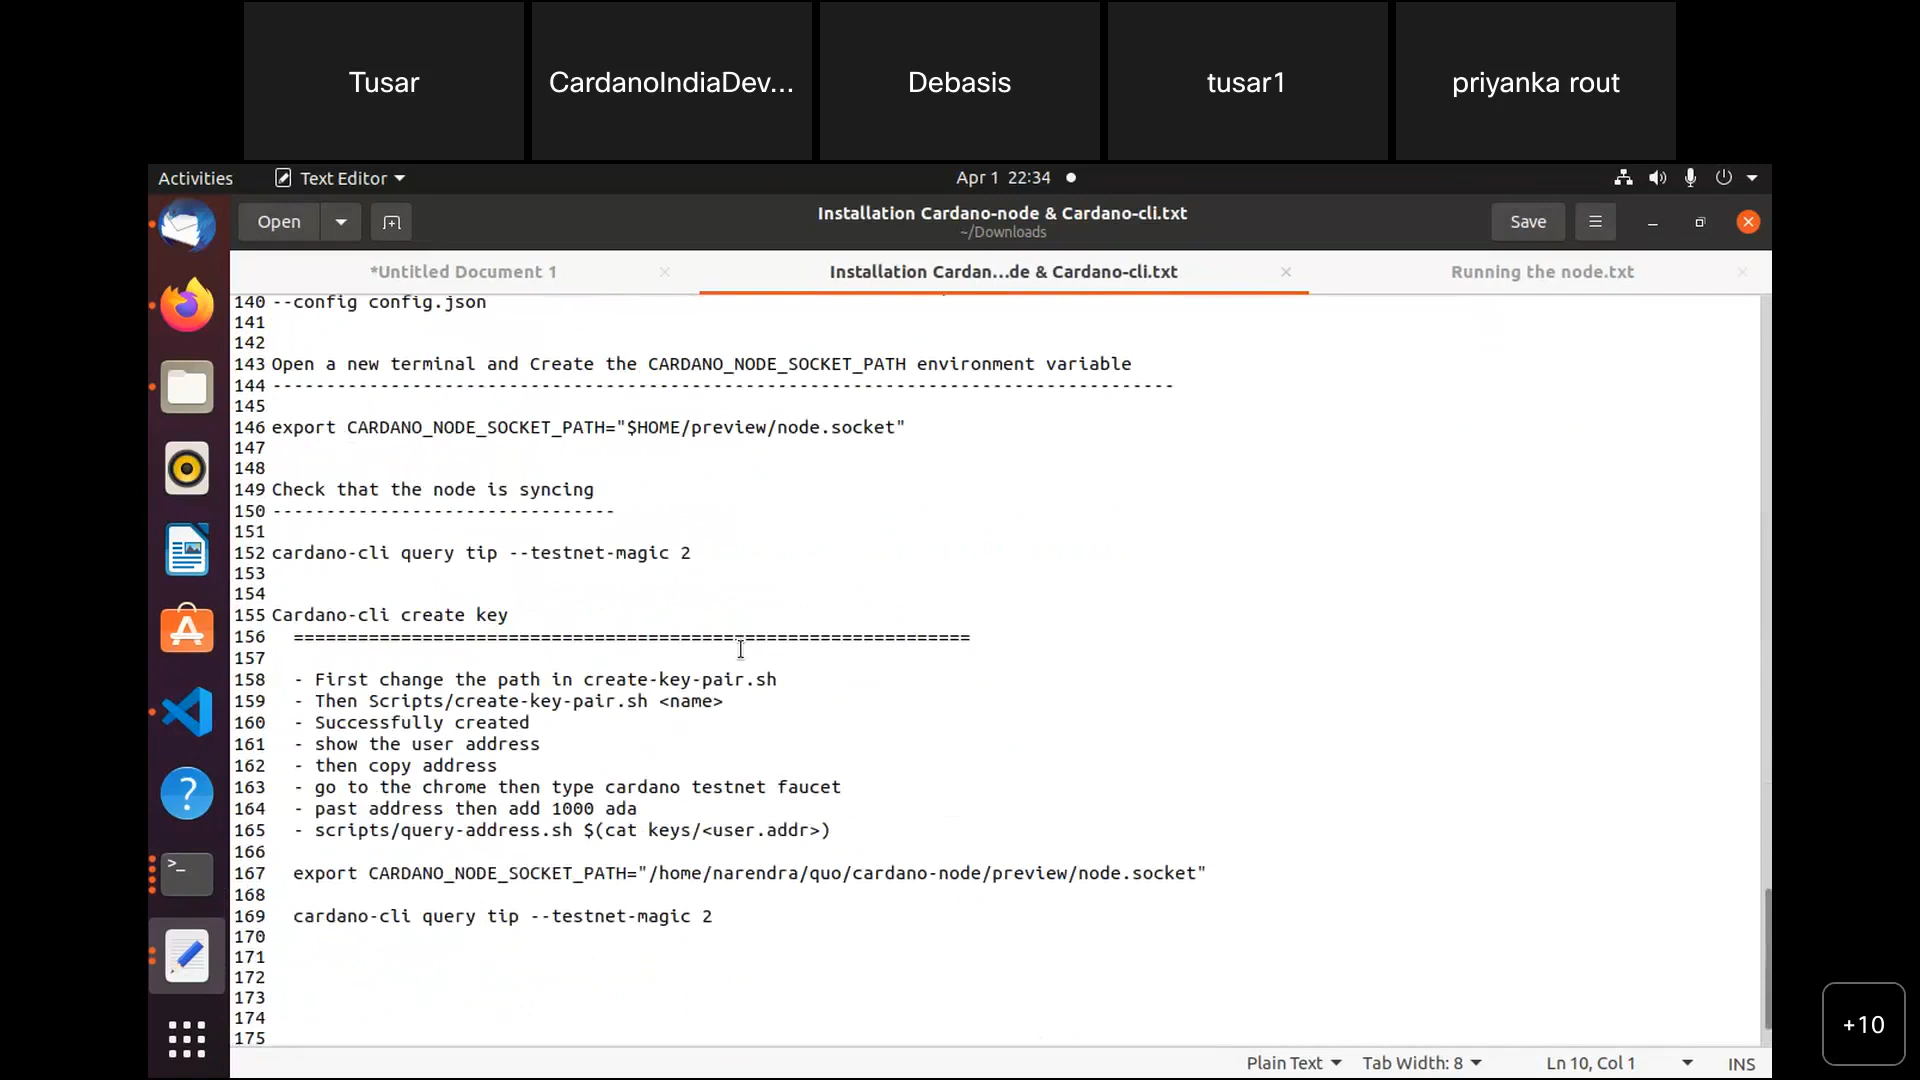 Tusar
CardanoIndiaDev...
Debasis
tusar1
priyanka rout
Activities
Text Editor
Apr 1 22:34
Open
Installation Cardano-node & Cardano-cli.txt
~/Downloads
Save
*Untitled Document 1
Installation Cardan...de & Cardano-cli.txt
Running the node.txt
140 --config config.json
141
142
143 Open a new terminal and Create the CARDANO_NODE_SOCKET_PATH environment variable
144 ------------------------------------------------------------------------------------
145
146 export CARDANO_NODE_SOCKET_PATH="$HOME/preview/node.socket"
147
148
149 Check that the node is syncing
150 --------------------------------
151
152 cardano-cli query tip --testnet-magic 2
153
154
155 Cardano-cli create key
156 ===============================================================
157
158 - First change the path in create-key-pair.sh
159 - Then Scripts/create-key-pair.sh <name>
160 - Successfully created
161 - show the user address
162 - then copy address
163 - go to the chrome then type cardano testnet faucet
164 - past address then add 1000 ada
165 - scripts/query-address.sh $(cat keys/<user.addr>)
166
167 export CARDANO_NODE_SOCKET_PATH="/home/narendra/quo/cardano-node/preview/node.socket"
168
169 cardano-cli query tip --testnet-magic 2
170
171
172
173
174
175
Plain Text
Tab Width: 8
Ln 10, Col 1
INS
+10